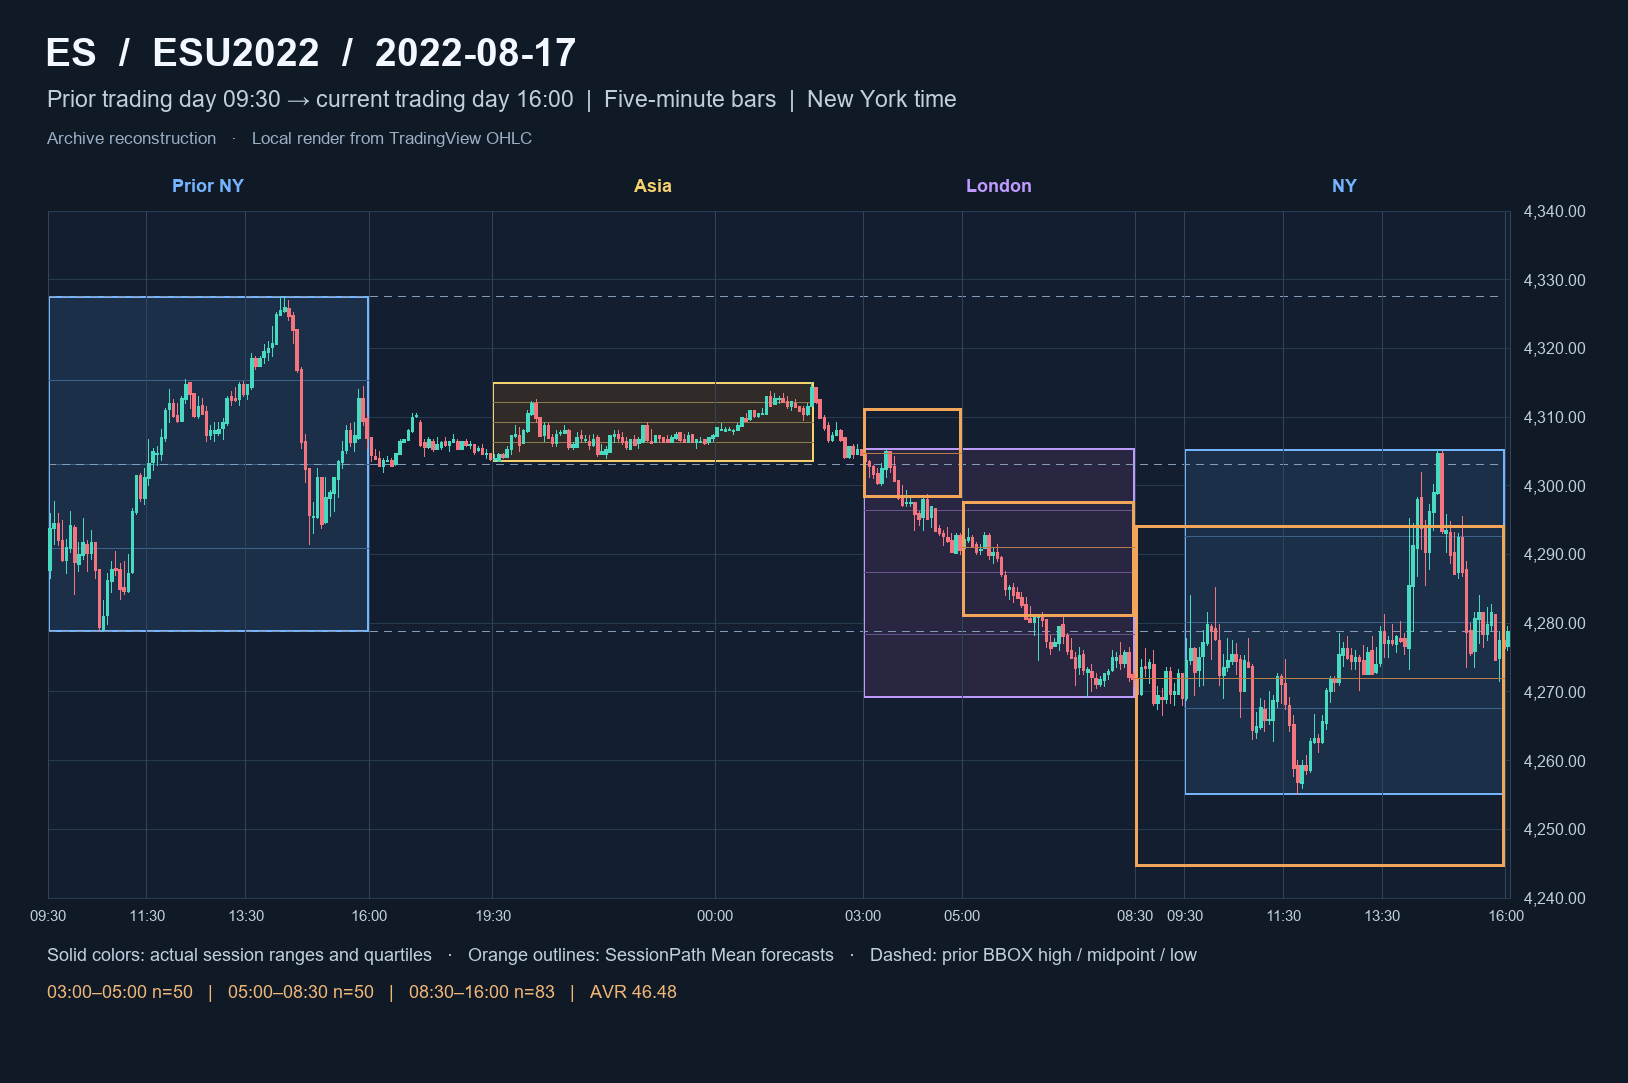 ES / ESU2022 / 2022-08-17
Prior trading day 09:30 → current trading day 16:00 | Five-minute bars | New York time
Archive reconstruction · Local render from TradingView OHLC
Prior NY Asia London NY
4,340.00
4,330.00
4,320.00
4,310.00
4,300.00
4,290.00
4,280.00
4,270.00
4,260.00
4,250.00
4,240.00
09:30 11:30 13:30 16:00 19:30 00:00 03:00 05:00 08:30 09:30 11:30 13:30 16:00
Solid colors: actual session ranges and quartiles · Orange outlines: SessionPath Mean forecasts · Dashed: prior BBOX high / midpoint / low
03:00–05:00 n=50 | 05:00–08:30 n=50 | 08:30–16:00 n=83 | AVR 46.48